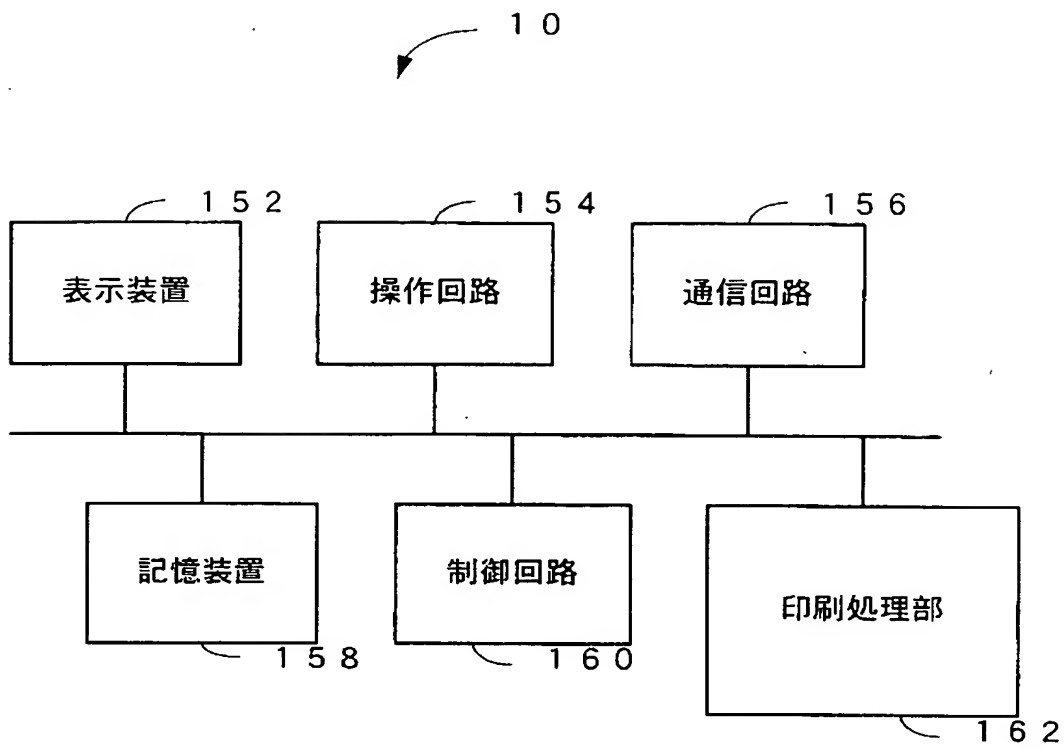 １０
１５２
１５４
１５６
表示装置
操作回路
通信回路
記憶装置
制御回路
印刷処理部
１５８
１６０
１６２